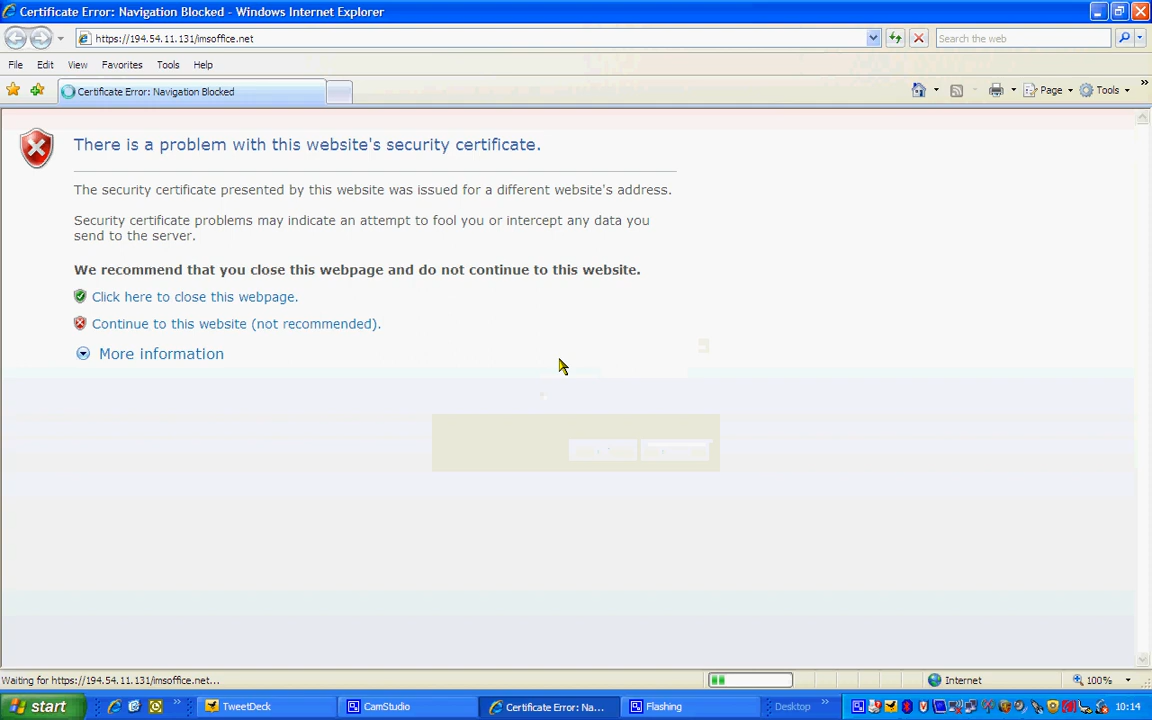 Certificate Error: Navigation Blocked - Windows Internet Explorer
https://194.54.11.131/imsoffice.net
Search the web
File Edit View Favorites Tools Help
Certificate Error: Navigation Blocked
Page Tools
There is a problem with this website's security certificate.
The security certificate presented by this website was issued for a different website's address.
Security certificate problems may indicate an attempt to fool you or intercept any data you
send to the server.
We recommend that you close this webpage and do not continue to this website.
Click here to close this webpage.
Continue to this website (not recommended).
More information
Waiting for https://194.54.11.131/imsoffice.net...
Internet
100%
start
TweetDeck
CamStudio
Certificate Error: Na...
Flashing
Desktop
10:14